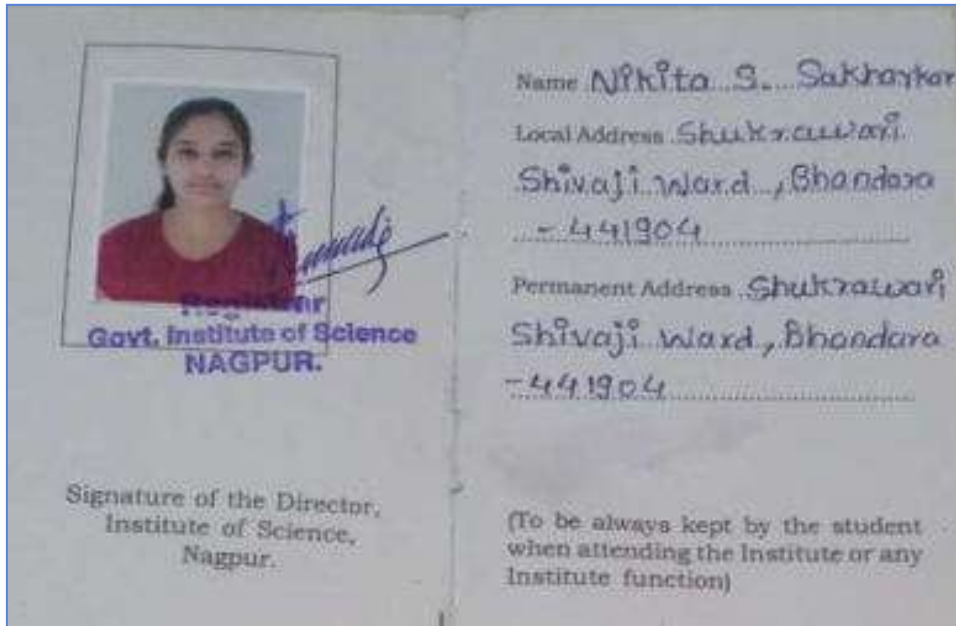 Registrar
Govt. Institute of Science
NAGPUR.
Signature of the Director,
Institute of Science,
Nagpur.
Name Nikita S. Sakharkar
Local Address Shukrawari
Shivaji Ward, Bhandara
- 441904
Permanent Address Shukrawari
Shivaji Ward, Bhandara
- 441904
(To be always kept by the student
when attending the Institute or any
Institute function)